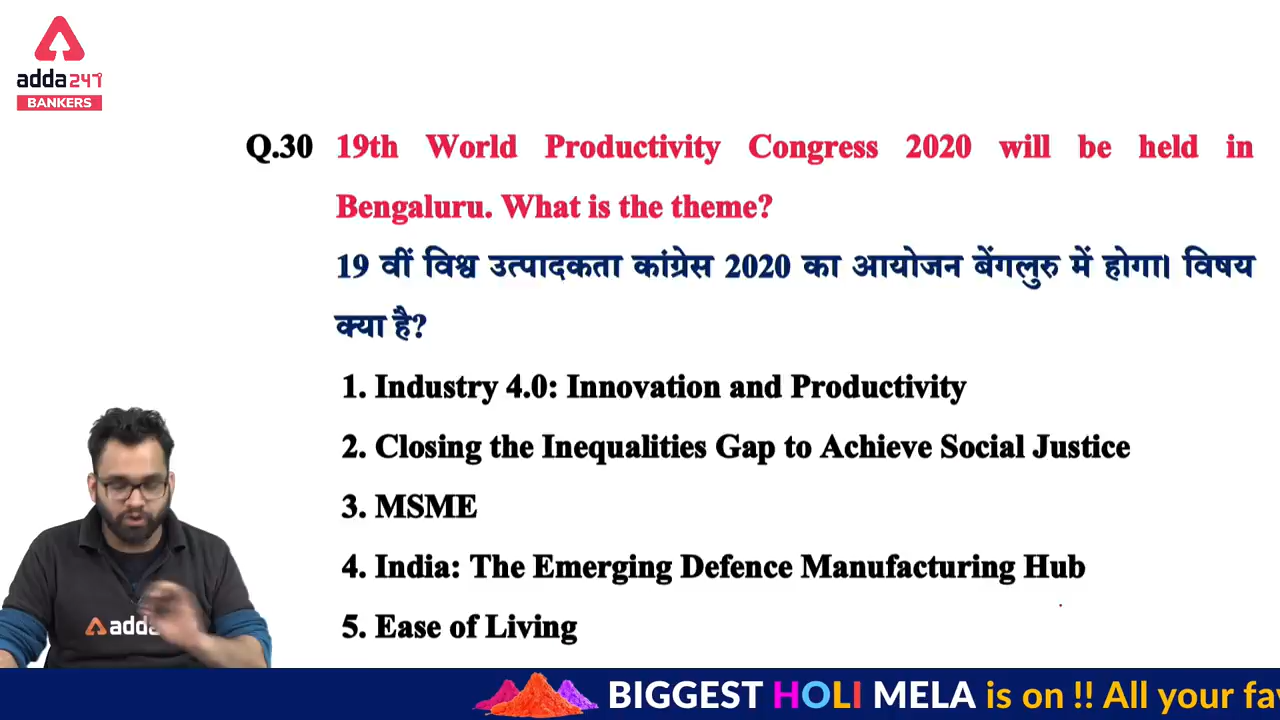 adda247
BANKERS
Q.30 19th World Productivity Congress 2020 will be held in
Bengaluru. What is the theme?
19 वीं विश्व उत्पादकता कांग्रेस 2020 का आयोजन बेंगलुरु में होगा। विषय
क्या है?
1. Industry 4.0: Innovation and Productivity
2. Closing the Inequalities Gap to Achieve Social Justice
3. MSME
4. India: The Emerging Defence Manufacturing Hub
5. Ease of Living
adda
BIGGEST HOLI MELA is on !! All your fa